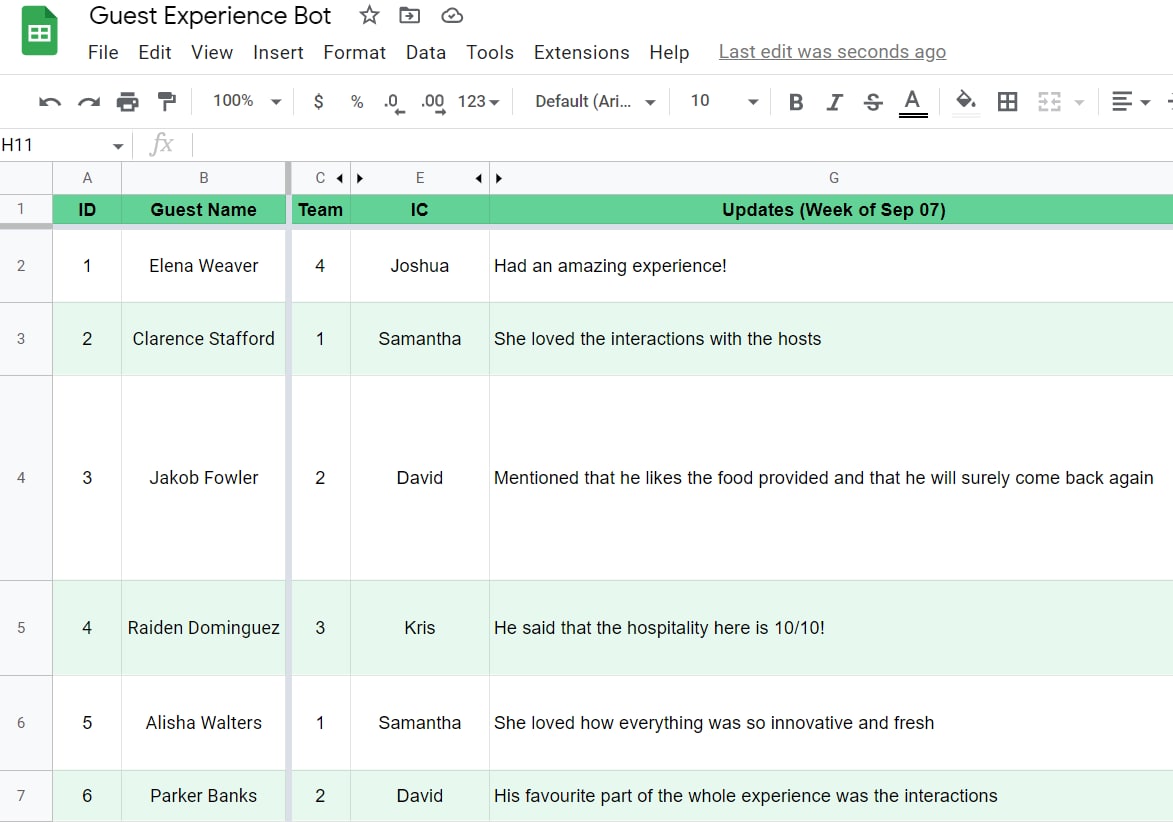 Guest Experience Bot
File Edit View Insert Format Data Tools Extensions Help Last edit was seconds ago
100% $ % .0 .00 123 Default (Ari... 10 B I S A
H11 fx
A B C E G
1 ID Guest Name Team IC Updates (Week of Sep 07)
2 1 Elena Weaver 4 Joshua Had an amazing experience!
3 2 Clarence Stafford 1 Samantha She loved the interactions with the hosts
4 3 Jakob Fowler 2 David Mentioned that he likes the food provided and that he will surely come back again
5 4 Raiden Dominguez 3 Kris He said that the hospitality here is 10/10!
6 5 Alisha Walters 1 Samantha She loved how everything was so innovative and fresh
7 6 Parker Banks 2 David His favourite part of the whole experience was the interactions